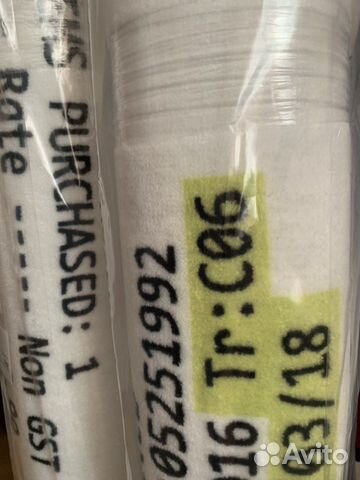 PURCHASED: 1
Rate ----- Non GST
05251992
016 Tr:C06
03/18
Avito